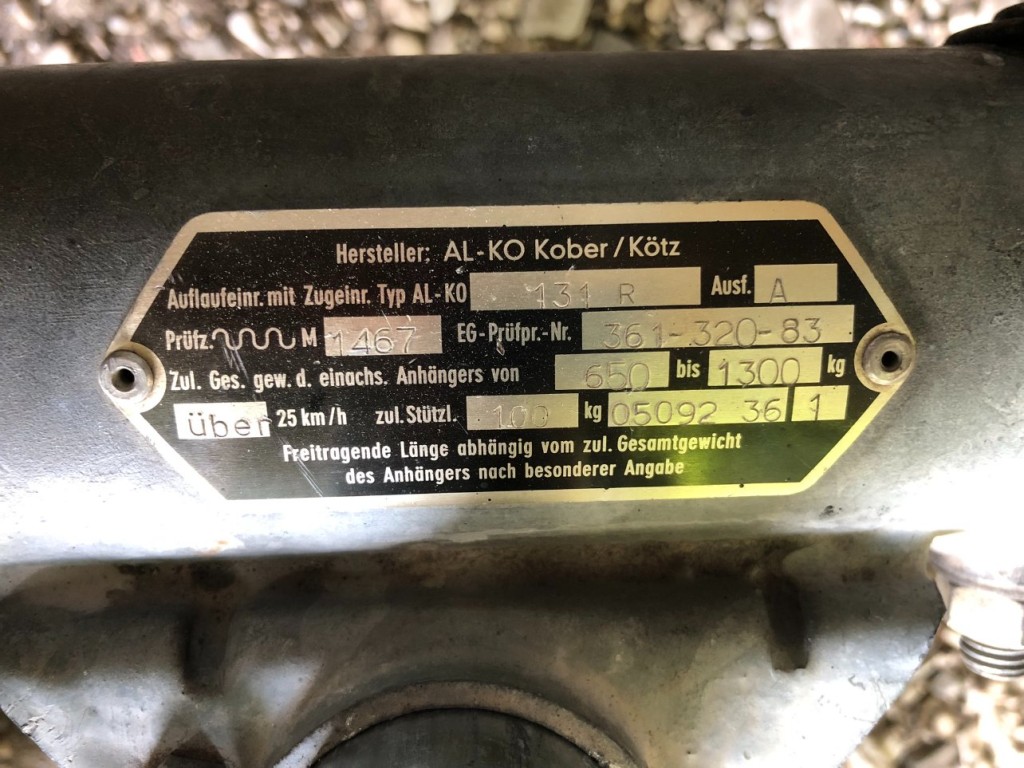 Hersteller: AL-KO Kober/Kötz
Auflaufeinr. mit Zugeinr. Typ AL-KO 131 R Ausf. A
Prüfz. M 1467 EG-Prüfpr.-Nr. 361-320-83
Zul. Ges. gew. d. einachs. Anhängers von 650 bis 1300 kg
über 25 km/h zul. Stützl. 100 kg 05092 36 1
Freitragende Länge abhängig vom zul. Gesamtgewicht
des Anhängers nach besonderer Angabe